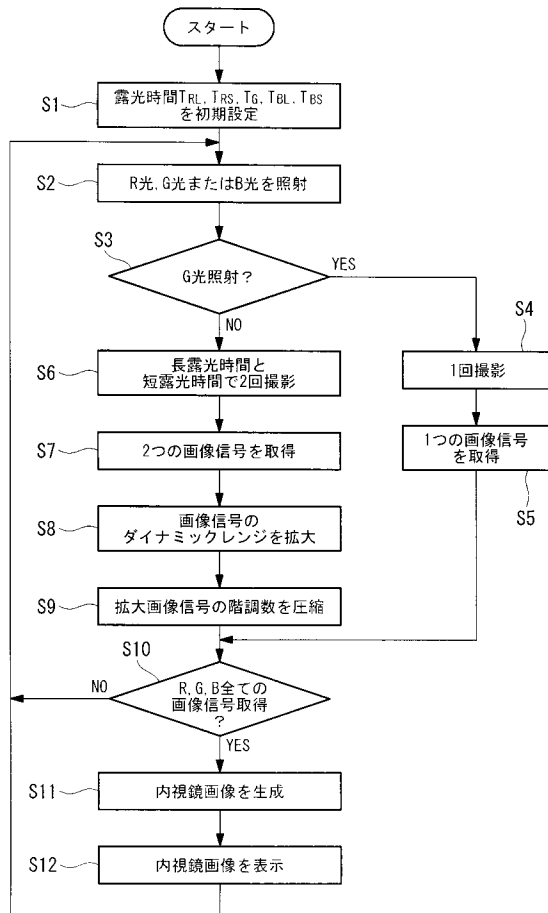 スタート
S1
露光時間TRL, TRS, TG, TBL, TBS
を初期設定
S2
R光, G光またはB光を照射
S3
G光照射?
YES
NO
S4
1回撮影
S6
長露光時間と
短露光時間で2回撮影
S7
2つの画像信号を取得
1つの画像信号
を取得
S5
S8
画像信号の
ダイナミックレンジを拡大
S9
拡大画像信号の階調数を圧縮
S10
R, G, B全ての
画像信号取得
?
NO
YES
S11
内視鏡画像を生成
S12
内視鏡画像を表示